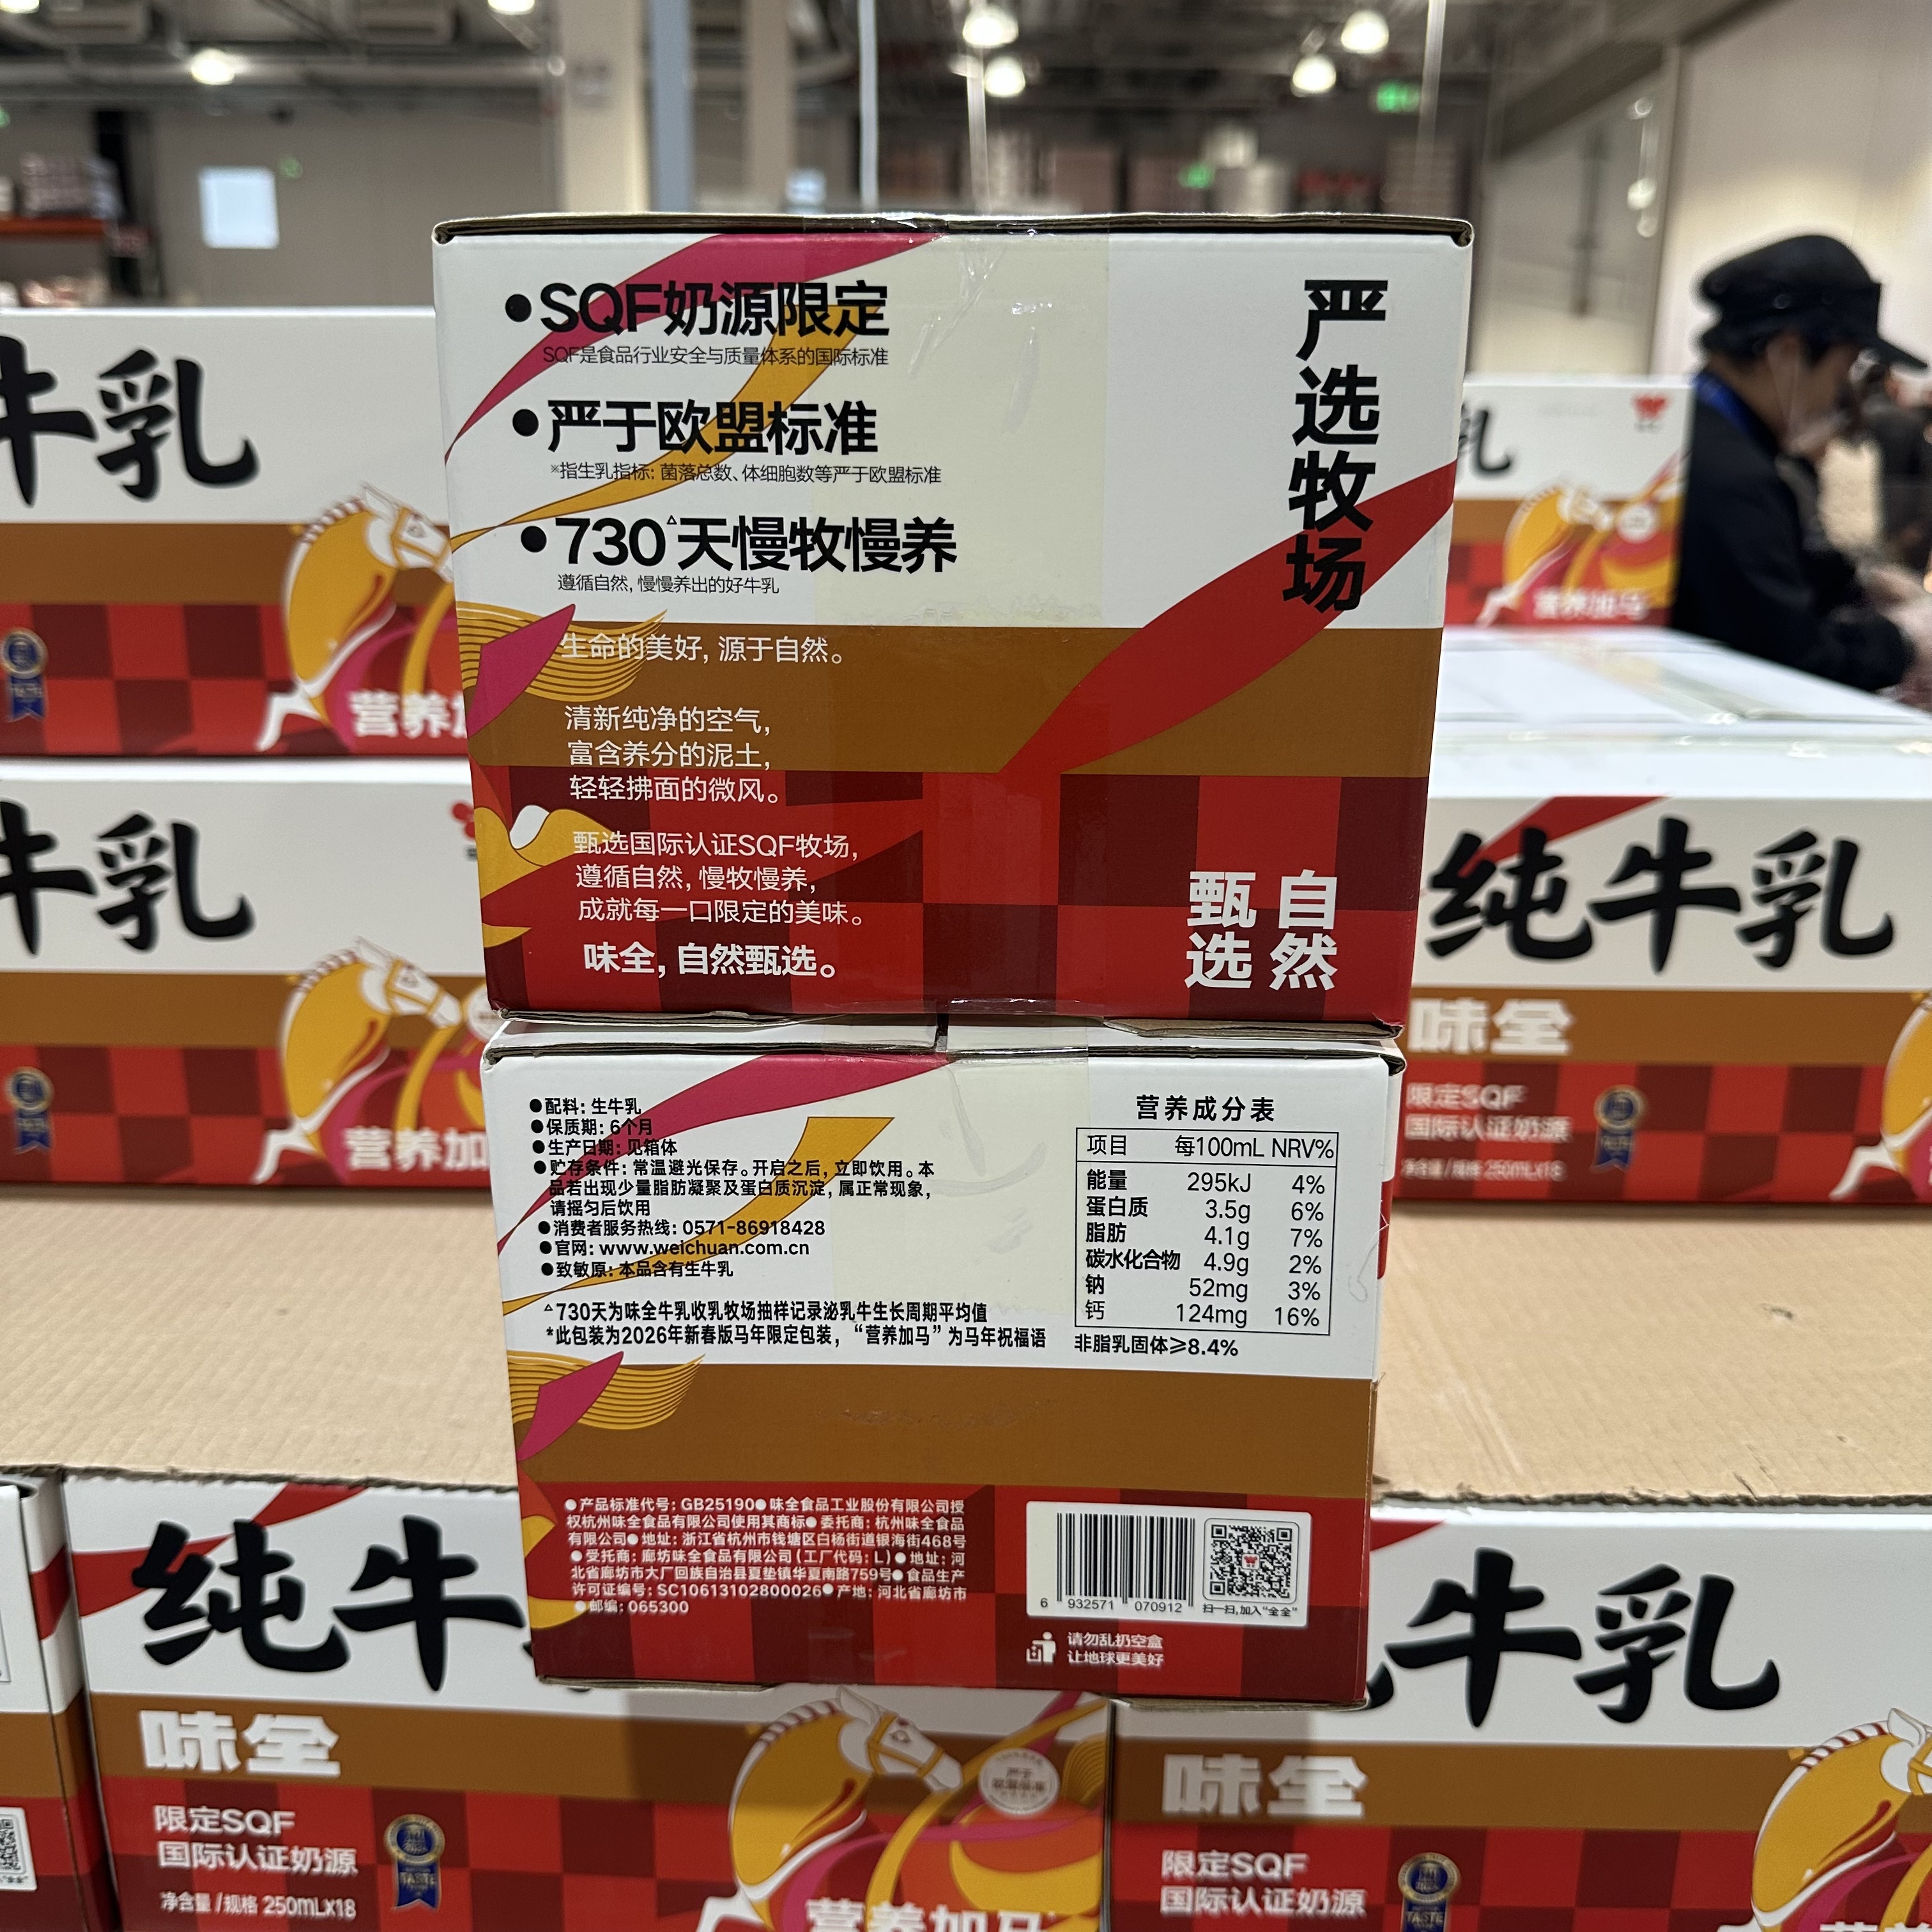 ●SQF奶源限定
SQF是食品行业安全与质量体系的国际标准
●严于欧盟标准
※指生乳指标: 菌落总数、体细胞数等严于欧盟标准
●730△天慢牧慢养
遵循自然, 慢慢养出的好牛乳
严选牧场
生命的美好, 源于自然。
清新纯净的空气,
富含养分的泥土,
轻轻拂面的微风。
甄选国际认证SQF牧场,
遵循自然, 慢牧慢养,
成就每一口限定的美味。
味全, 自然甄选。
自然
甄选
●配料: 生牛乳
●保质期: 6个月
●生产日期: 见箱体
●贮存条件: 常温避光保存。开启之后, 立即饮用。本
品若出现少量脂肪凝聚及蛋白质沉淀, 属正常现象,
请摇匀后饮用
●消费者服务热线: 0571-86918428
●官网: www.weichuan.com.cn
●致敏原: 本品含有生牛乳
△730天为味全牛乳收乳牧场抽样记录泌乳牛生长周期平均值
*此包装为2026年新春版马年限定包装, “营养加马”为马年祝福语
营养成分表
项目 每100mL NRV%
能量 295kJ 4%
蛋白质 3.5g 6%
脂肪 4.1g 7%
碳水化合物 4.9g 2%
钠 52mg 3%
钙 124mg 16%
非脂乳固体≥8.4%
●产品标准代号: GB25190●味全食品工业股份有限公司授
权杭州味全食品有限公司使用其商标●委托商: 杭州味全食品
有限公司●地址: 浙江省杭州市钱塘区白杨街道银海街468号
●受托商: 廊坊味全食品有限公司(工厂代码: L)●地址: 河
北省廊坊市大厂回族自治县夏垫镇华夏南路759号●食品生产
许可证编号: SC10613102800026●产地: 河北省廊坊市
●邮编: 065300
6 932571 070912
扫一扫, 加入“全全”
请勿乱扔空盒
让地球更美好
牛乳
营养加
牛乳
营养加
乳
营养加马
纯牛乳
味全
限定SQF
国际认证奶源
净含量/规格 250mLx18
纯牛
味全
限定SQF
国际认证奶源
净含量/规格 250mLx18
严于
欧盟标准
TASTE
营养加马
牛乳
味全
限定SQF
国际认证奶源
TASTE